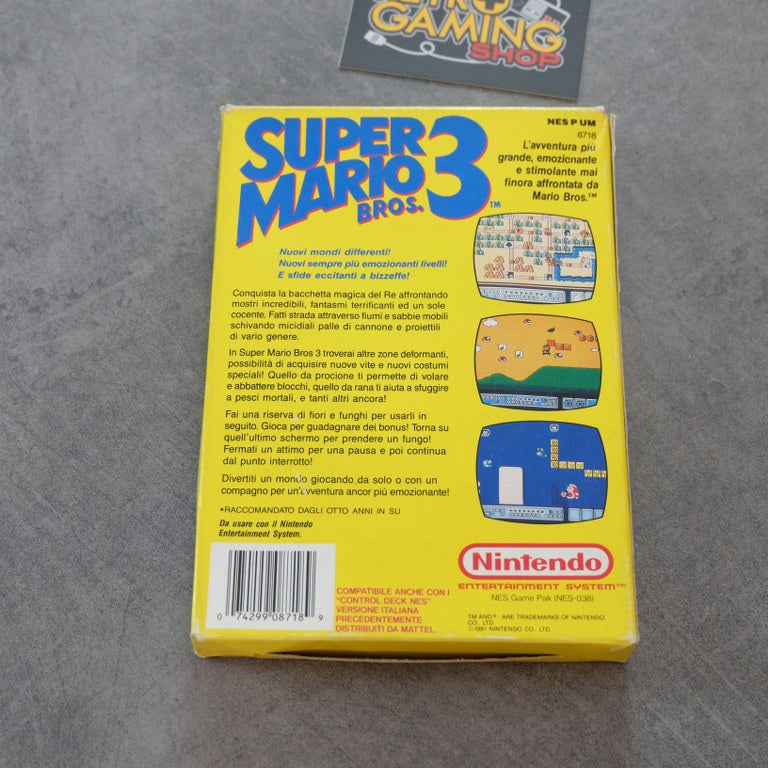 GAMING
SHOP
SUPER
MARIO
BROS. 3 ™
NES P UM
8718
L'avventura più
grande, emozionante
e stimolante mai
finora affrontata da
Mario Bros.™
Nuovi mondi differenti!
Nuovi sempre più emozionanti livelli!
E sfide eccitanti a bizzeffe!
Conquista la bacchetta magica del Re affrontando
mostri incredibili, fantasmi terrificanti ed un sole
cocente. Fatti strada attraverso fiumi e sabbie mobili
schivando micidiali palle di cannone e proiettili
di vario genere.
In Super Mario Bros 3 troverai altre zone deformanti,
possibilità di acquisire nuove vite e nuovi costumi
speciali! Quello da procione ti permette di volare
e abbattere blocchi, quello da rana ti aiuta a sfuggire
a pesci mortali, e tanti altri ancora!
Fai una riserva di fiori e funghi per usarli in
seguito. Gioca per guadagnare dei bonus! Torna su
quell'ultimo schermo per prendere un fungo!
Fermati un attimo per una pausa e poi continua
dal punto interrotto!
Divertiti un mondo giocando da solo o con un
compagno per un'avventura ancor più emozionante!
•RACCOMANDATO DAGLI OTTO ANNI IN SU
Da usare con il Nintendo
Entertainment System.
0 74299 08718 9
COMPATIBILE ANCHE CON I
"CONTROL DECK NES"
VERSIONE ITALIANA
PRECEDENTEMENTE
DISTRIBUITI DA MATTEL.
Nintendo
ENTERTAINMENT SYSTEM™
NES Game Pak (NES-038)
TM AND ® ARE TRADEMARKS OF NINTENDO
CO., LTD.
©1991 NINTENDO CO., LTD.